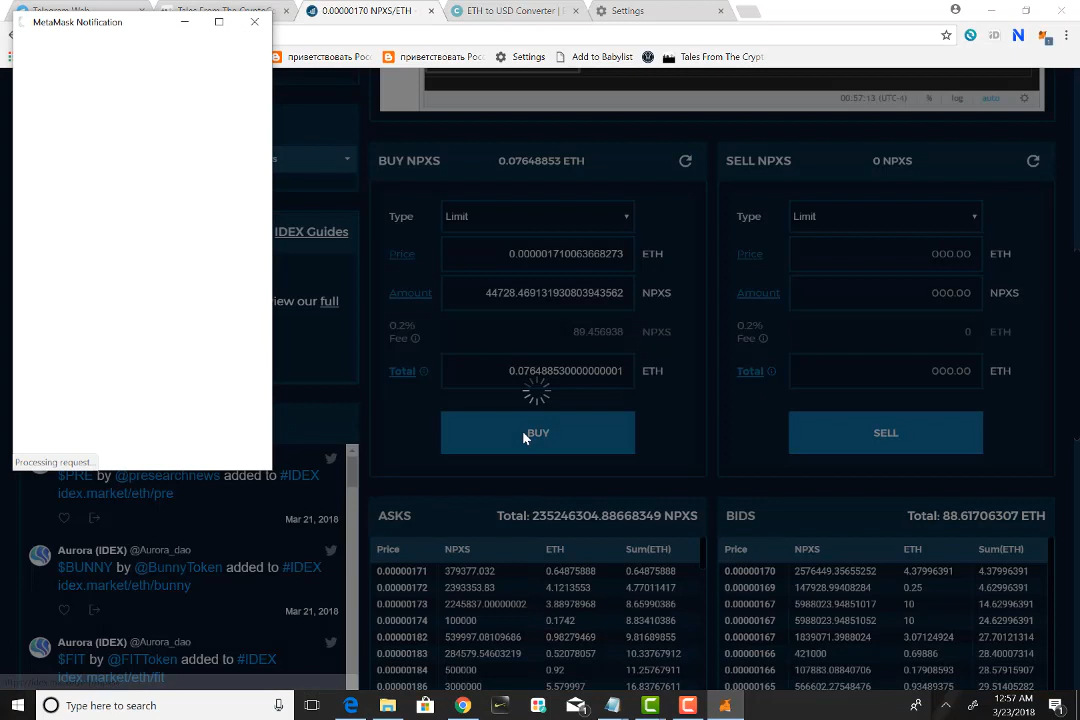 Telegram Web
Tales From The Crypto
0.00000170 NPXS/ETH
ETH to USD Converter |
Settings
MetaMask Notification
приветствовать Росс
приветствовать Росс
Settings
Add to Babylist
Tales From The Crypt
00:57:13 (UTC-4) % log auto
BUY NPXS 0.07648853 ETH
SELL NPXS 0 NPXS
Type Limit
Type Limit
IDEX Guides
Price 0.000001710063668273 ETH
Price 000.00 ETH
Amount 44728.469131930803943562 NPXS
Amount 000.00 NPXS
view our full
0.2% Fee 89.456938 NPXS
0.2% Fee 0 ETH
Total 0.076488530000000001 ETH
Total 000.00 ETH
BUY
SELL
Processing request...
$PRE by @presearchnews added to #IDEX
idex.market/eth/pre
Mar 21, 2018
Aurora (IDEX) @Aurora_dao
$BUNNY by @BunnyToken added to #IDEX
idex.market/eth/bunny
Mar 21, 2018
Aurora (IDEX) @Aurora_dao
$FIT by @FITToken added to #IDEX
idex.market/eth/fit
ASKS Total: 235246304.88668349 NPXS
Price NPXS ETH Sum(ETH)
0.00000171 379377.032 0.64875888 0.64875888
0.00000172 2393353.83 4.1213553 4.77011417
0.00000173 2245837.00000002 3.88978968 8.65990386
0.00000174 100000 0.1742 8.83410386
0.00000182 539997.08109686 0.98279469 9.81689855
0.00000183 284579.54603219 0.52078057 10.33767912
0.00000184 500000 0.92 11.25767911
0.00000186 3000000 5.579997 16.83767611
BIDS Total: 88.61706307 ETH
Price NPXS ETH Sum(ETH)
0.00000170 2576449.35655252 4.37996391 4.37996391
0.00000169 147928.99408284 0.25 4.62996391
0.00000167 5988023.94851017 10 14.62996391
0.00000167 5988023.94851017 10 24.62996391
0.00000167 1839071.3988024 3.07124924 27.70121314
0.00000166 421000 0.69886 28.40007314
0.00000166 107883.08840706 0.17908593 28.57915907
0.00000165 566602.27548476 0.93489375 29.51405282
Type here to search
12:57 AM
3/23/2018